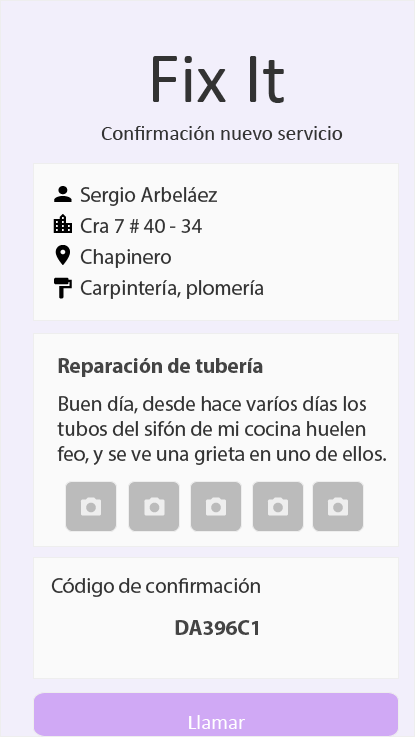 Fix It
Confirmación nuevo servicio
Sergio Arbeláez
Cra 7 # 40 - 34
Chapinero
Carpintería, plomería
Reparación de tubería
Buen día, desde hace varíos días los
tubos del sifón de mi cocina huelen
feo, y se ve una grieta en uno de ellos.
Código de confirmación
DA396C1
Llamar